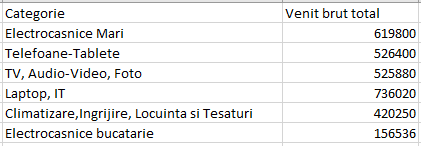 Categorie Venit brut total
Electrocasnice Mari 619800
Telefoane-Tablete 526400
TV, Audio-Video, Foto 525880
Laptop, IT 736020
Climatizare,Ingrijire, Locuinta si Tesaturi 420250
Electrocasnice bucatarie 156536